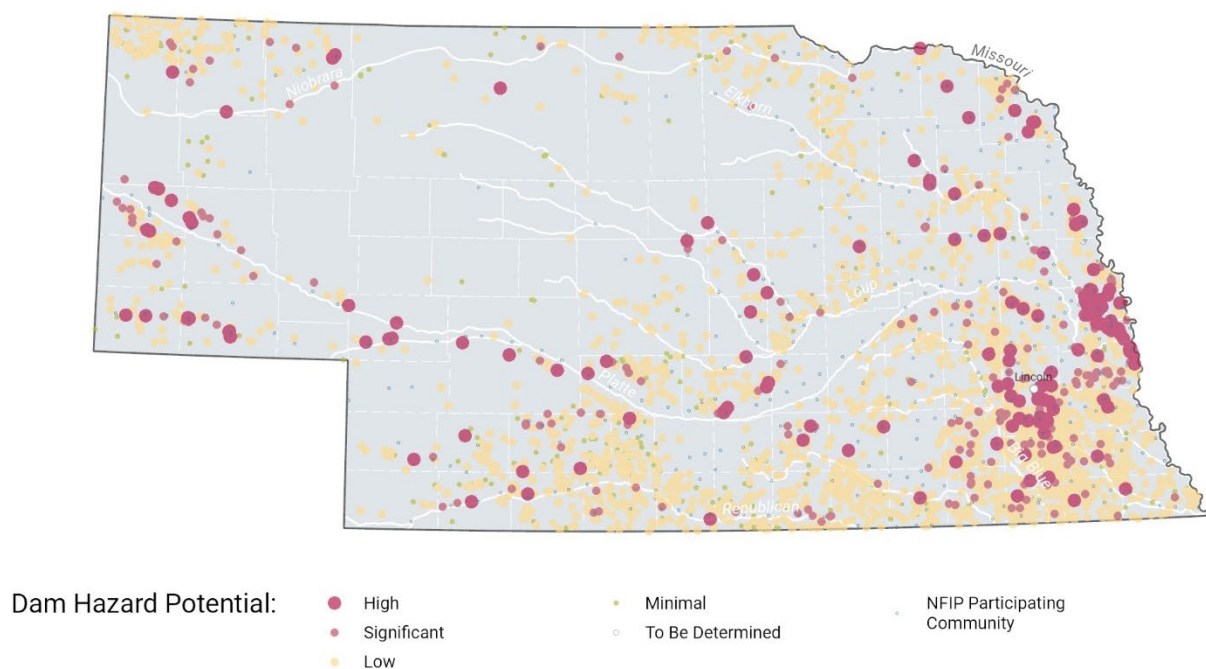 Missouri
Niobrara
Elkhorn
Loup
Platte
Lincoln
Big Blue
Republican
Dam Hazard Potential:
High
Significant
Low
Minimal
To Be Determined
NFIP Participating
Community